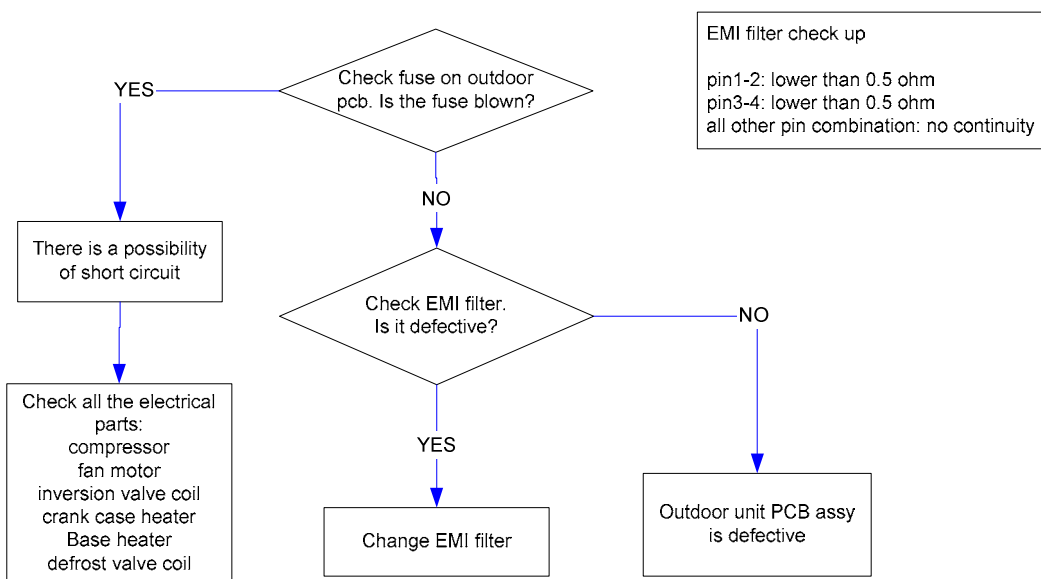 Check fuse on outdoor
pcb. Is the fuse blown?
EMI filter check up
pin1-2: lower than 0.5 ohm
pin3-4: lower than 0.5 ohm
all other pin combination: no continuity
YES
NO
There is a possibility
of short circuit
Check EMI filter.
Is it defective?
NO
Check all the electrical
parts:
compressor
fan motor
inversion valve coil
crank case heater
Base heater
defrost valve coil
YES
Change EMI filter
Outdoor unit PCB assy
is defective